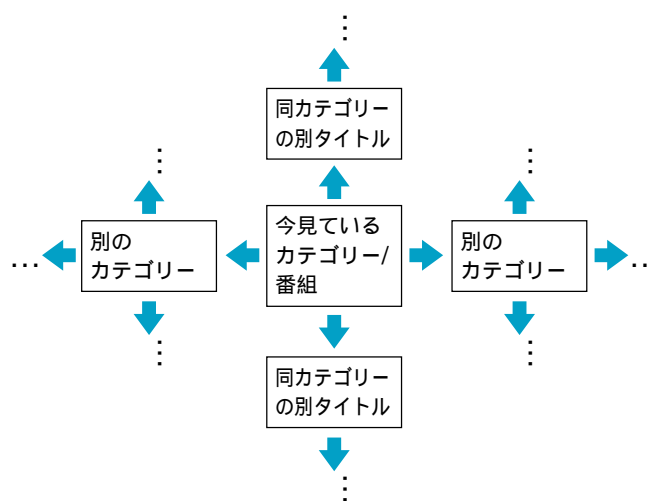 ⋮
同カテゴリー
の別タイトル
⋮
⋮
別の
カテゴリー
今見ている
カテゴリー/
番組
別の
カテゴリー
…
…
⋮
⋮
同カテゴリー
の別タイトル
⋮